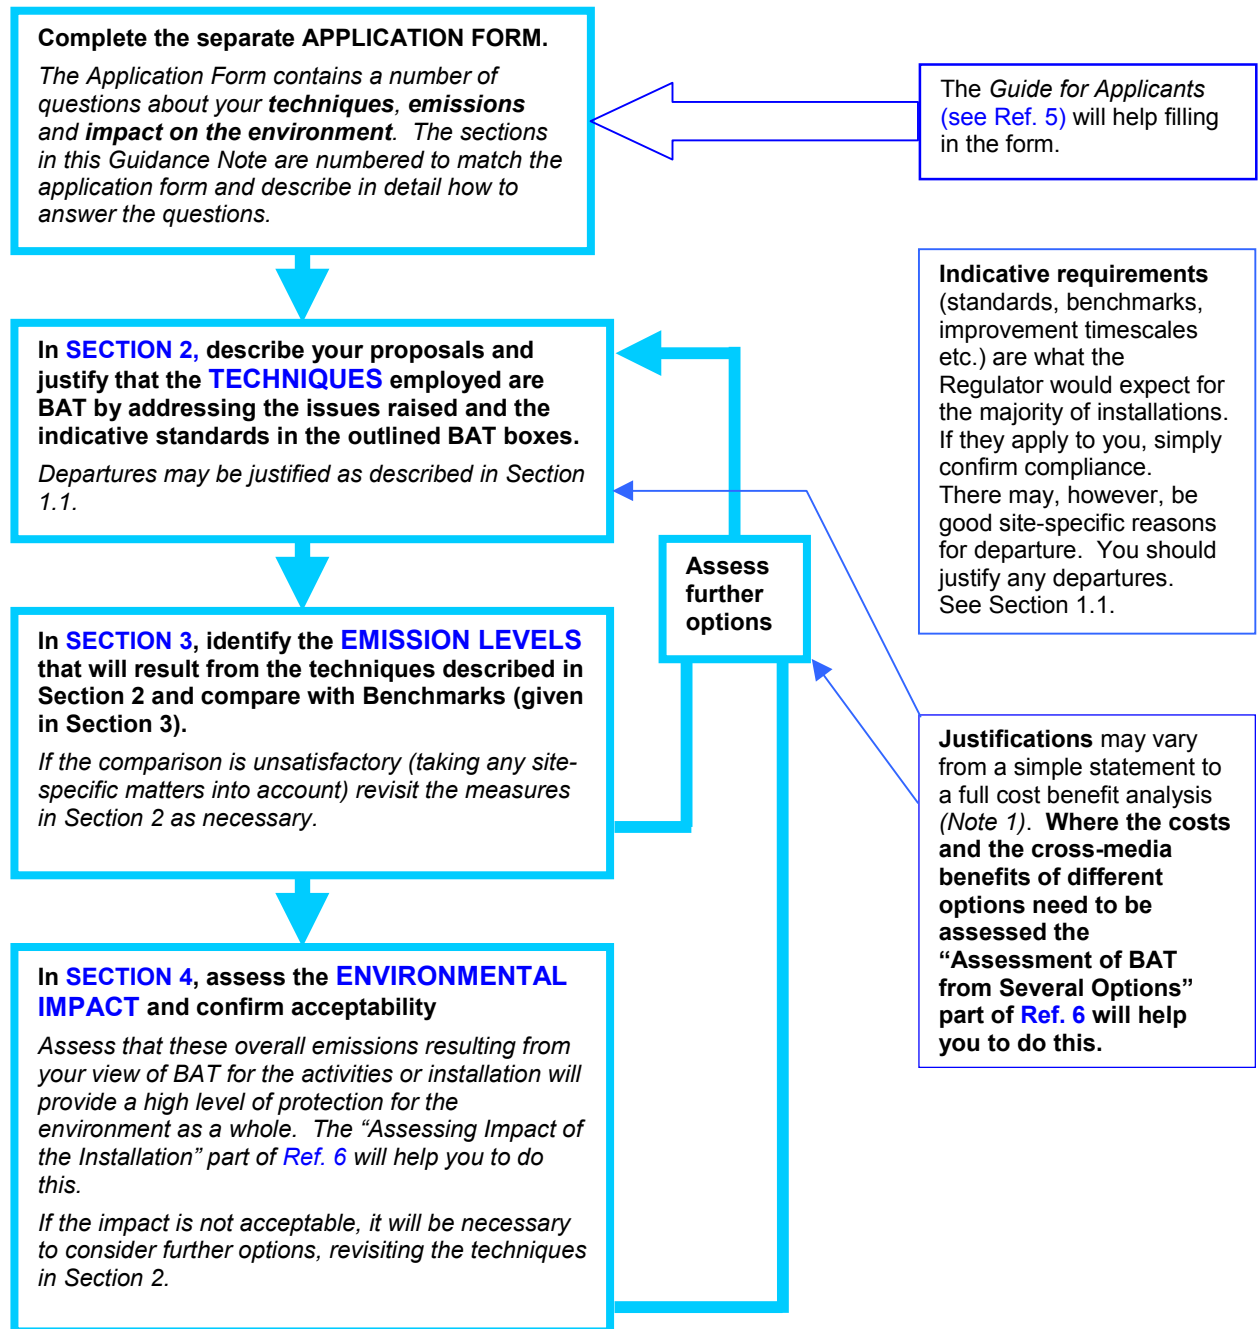 Complete the separate APPLICATION FORM.
The Application Form contains a number of
questions about your techniques, emissions
and impact on the environment.  The sections
in this Guidance Note are numbered to match the
application form and describe in detail how to
answer the questions.
The Guide for Applicants
(see Ref. 5) will help filling
in the form.
Indicative requirements
(standards, benchmarks,
improvement timescales
etc.) are what the
Regulator would expect for
the majority of installations.
If they apply to you, simply
confirm compliance.
There may, however, be
good site-specific reasons
for departure.  You should
justify any departures.
See Section 1.1.
In SECTION 2, describe your proposals and
justify that the TECHNIQUES employed are
BAT by addressing the issues raised and the
indicative standards in the outlined BAT boxes.
Departures may be justified as described in Section
1.1.
Assess
further
options
In SECTION 3, identify the EMISSION LEVELS
that will result from the techniques described in
Section 2 and compare with Benchmarks (given
in Section 3).
If the comparison is unsatisfactory (taking any site-
specific matters into account) revisit the measures
in Section 2 as necessary.
Justifications may vary
from a simple statement to
a full cost benefit analysis
(Note 1).  Where the costs
and the cross-media
benefits of different
options need to be
assessed the
“Assessment of BAT
from Several Options”
part of Ref. 6 will help
you to do this.
In SECTION 4, assess the ENVIRONMENTAL
IMPACT and confirm acceptability
Assess that these overall emissions resulting from
your view of BAT for the activities or installation will
provide a high level of protection for the
environment as a whole.  The “Assessing Impact of
the Installation” part of Ref. 6 will help you to do
this.
If the impact is not acceptable, it will be necessary
to consider further options, revisiting the techniques
in Section 2.